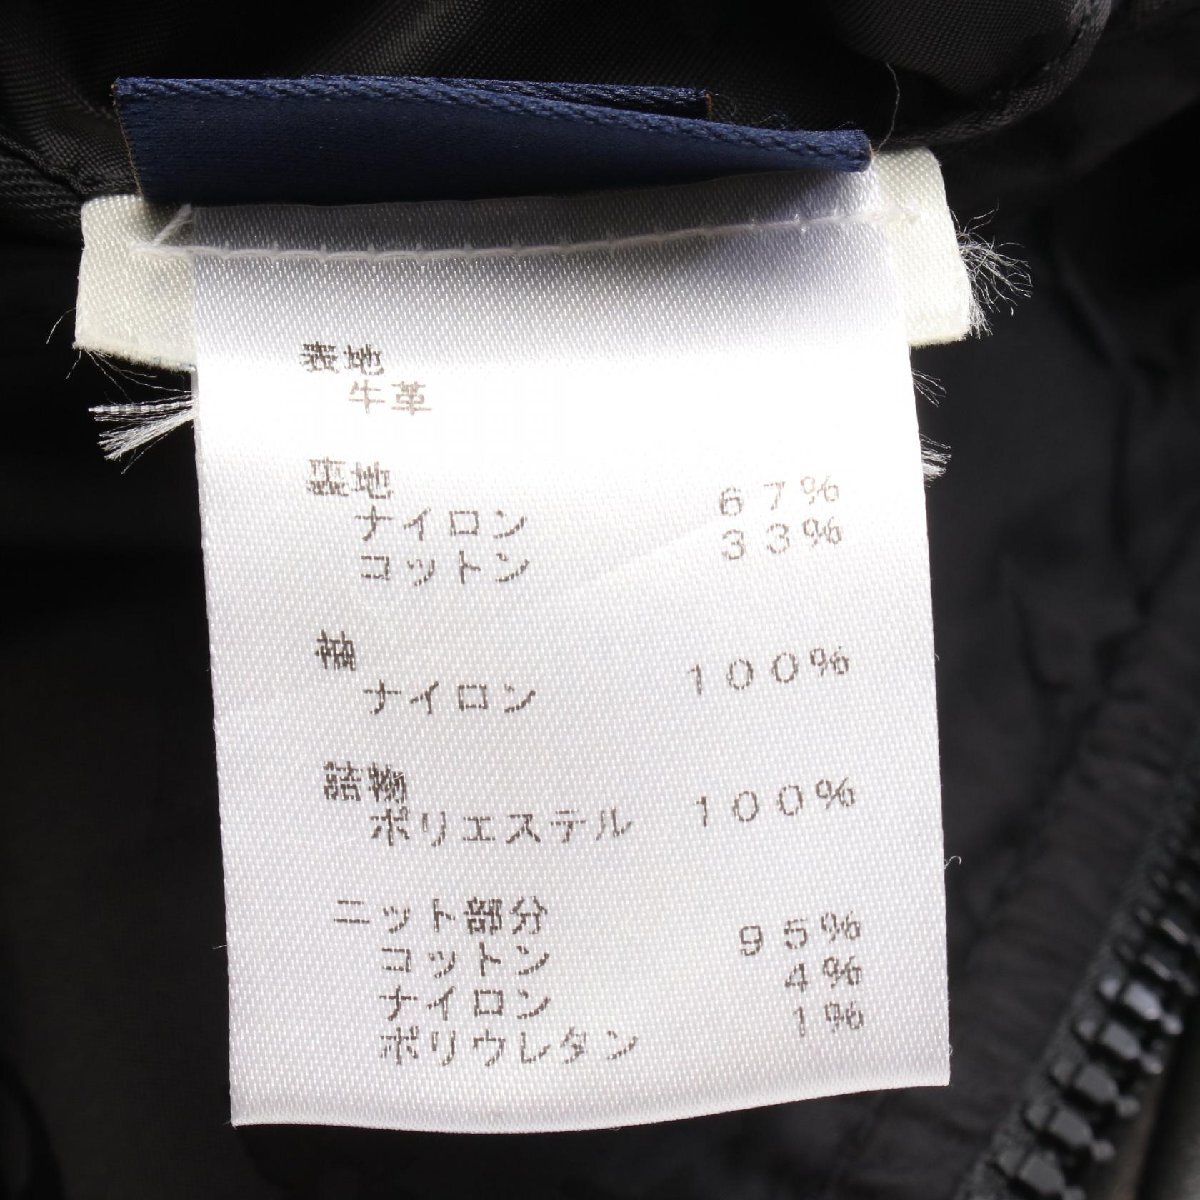 表地
牛革
裏地
ナイロン 67%
コットン 33%
袖
ナイロン 100%
詰物
ポリエステル 100%
ニット部分
コットン 95%
ナイロン 4%
ポリウレタン 1%